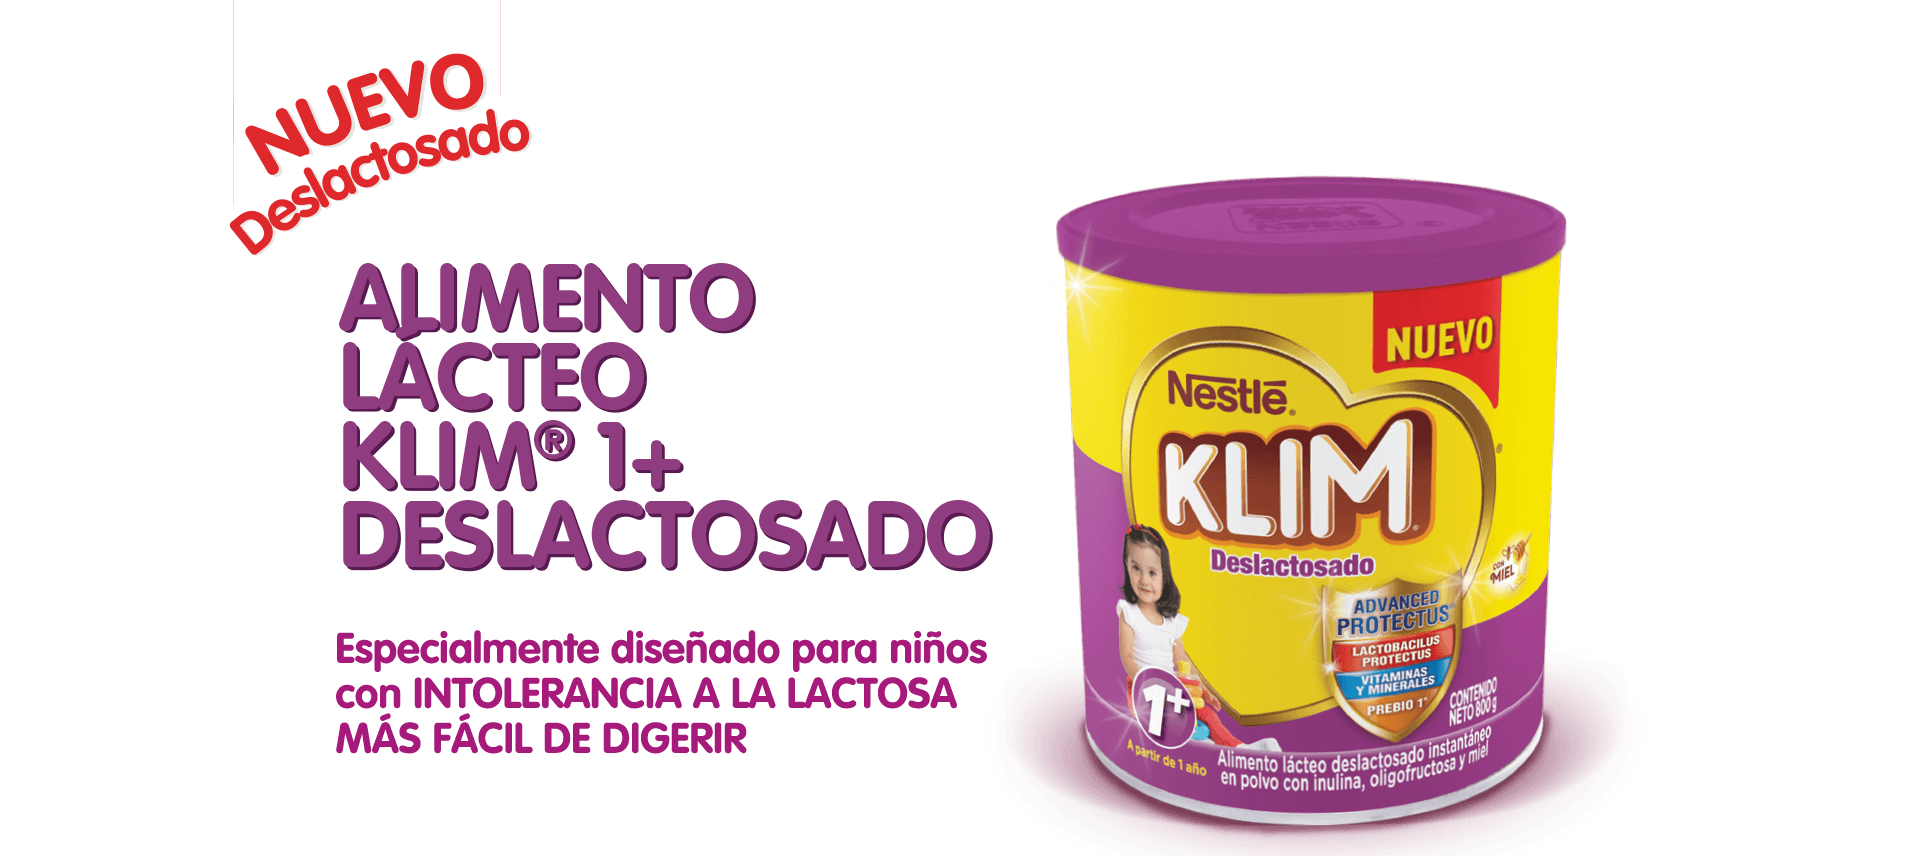 NUEVO
Deslactosado
ALIMENTO
LÁCTEO
KLIM® 1+
DESLACTOSADO
Especialmente diseñado para niños
con INTOLERANCIA A LA LACTOSA
MÁS FÁCIL DE DIGERIR
NUEVO
Nestlé®
KLIM®
Deslactosado
CON
MIEL
ADVANCED
PROTECTUS®
LACTOBACILUS
PROTECTUS
VITAMINAS
Y MINERALES
PREBIO 1®
1+
A partir de 1 año
CONTENIDO
NETO 800 g
Alimento lácteo deslactosado instantáneo
en polvo con inulina, oligofructosa y miel